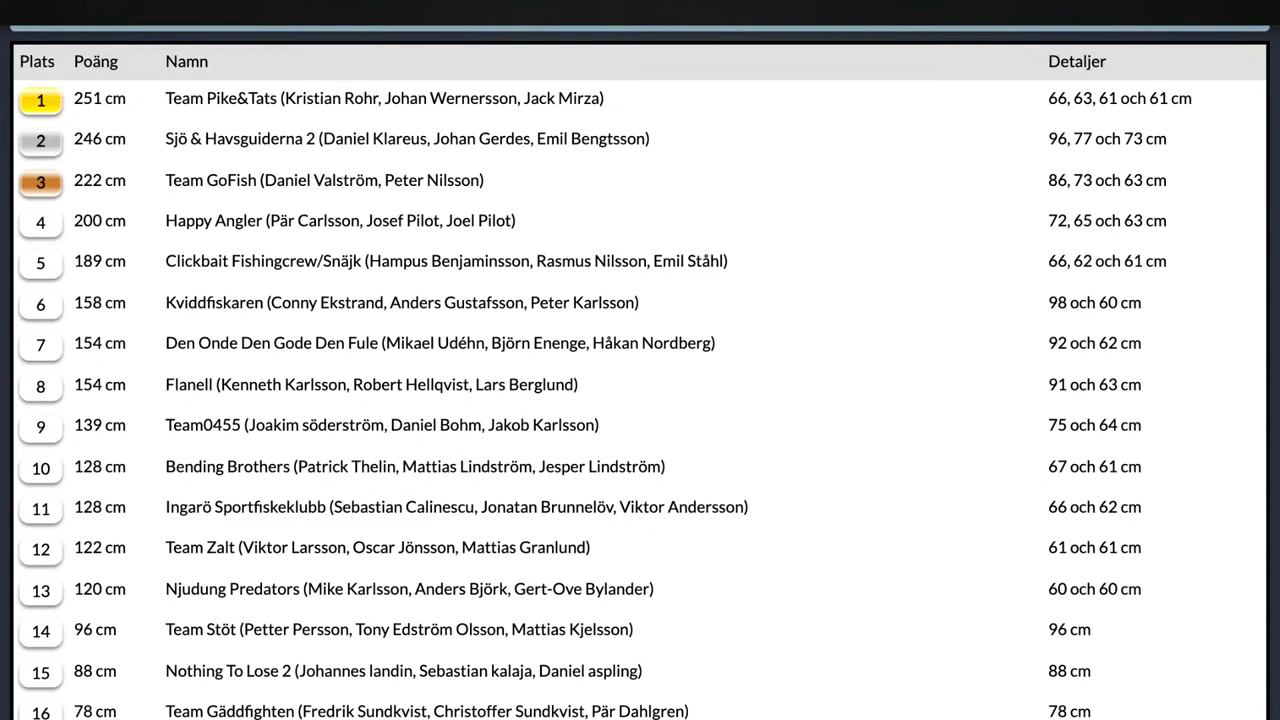 Plats Poäng Namn Detaljer
1 251 cm Team Pike&Tats (Kristian Rohr, Johan Wernersson, Jack Mirza) 66, 63, 61 och 61 cm
2 246 cm Sjö & Havsguiderna 2 (Daniel Klareus, Johan Gerdes, Emil Bengtsson) 96, 77 och 73 cm
3 222 cm Team GoFish (Daniel Valström, Peter Nilsson) 86, 73 och 63 cm
4 200 cm Happy Angler (Pär Carlsson, Josef Pilot, Joel Pilot) 72, 65 och 63 cm
5 189 cm Clickbait Fishingcrew/Snäjk (Hampus Benjaminsson, Rasmus Nilsson, Emil Ståhl) 66, 62 och 61 cm
6 158 cm Kviddfiskaren (Conny Ekstrand, Anders Gustafsson, Peter Karlsson) 98 och 60 cm
7 154 cm Den Onde Den Gode Den Fule (Mikael Udéhn, Björn Enenge, Håkan Nordberg) 92 och 62 cm
8 154 cm Flanell (Kenneth Karlsson, Robert Hellqvist, Lars Berglund) 91 och 63 cm
9 139 cm Team0455 (Joakim söderström, Daniel Bohm, Jakob Karlsson) 75 och 64 cm
10 128 cm Bending Brothers (Patrick Thelin, Mattias Lindström, Jesper Lindström) 67 och 61 cm
11 128 cm Ingarö Sportfiskeklubb (Sebastian Calinescu, Jonatan Brunnelöv, Viktor Andersson) 66 och 62 cm
12 122 cm Team Zalt (Viktor Larsson, Oscar Jönsson, Mattias Granlund) 61 och 61 cm
13 120 cm Njudung Predators (Mike Karlsson, Anders Björk, Gert-Ove Bylander) 60 och 60 cm
14 96 cm Team Stöt (Petter Persson, Tony Edström Olsson, Mattias Kjelsson) 96 cm
15 88 cm Nothing To Lose 2 (Johannes landin, Sebastian kalaja, Daniel aspling) 88 cm
16 78 cm Team Gäddfighten (Fredrik Sundkvist, Christoffer Sundkvist, Pär Dahlgren) 78 cm